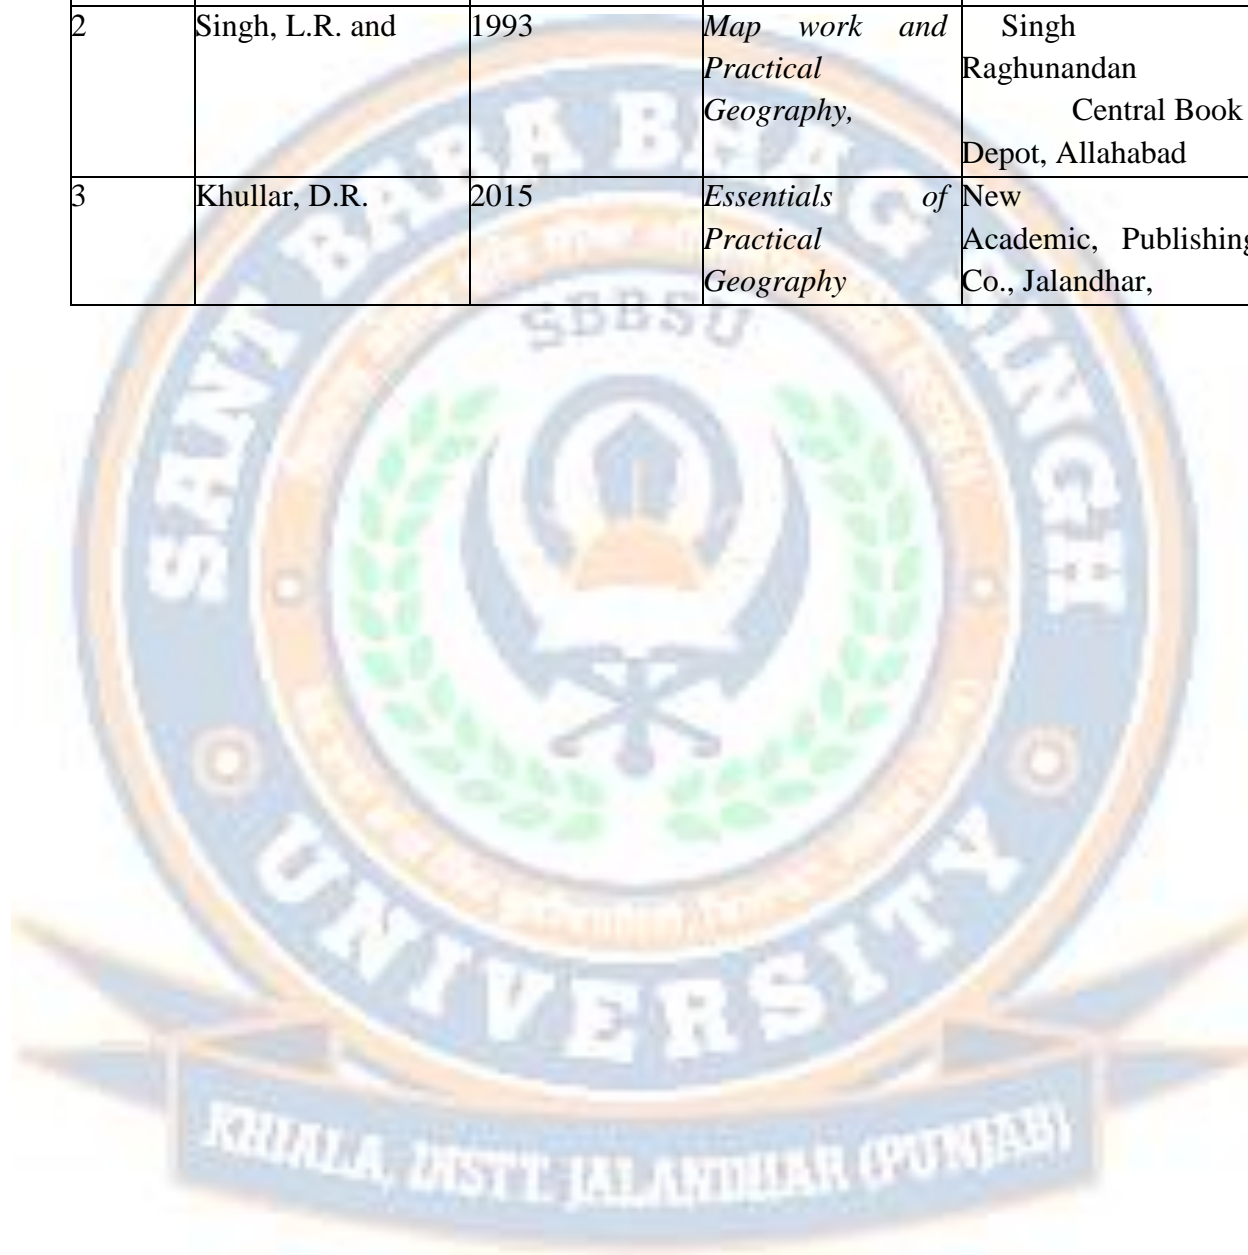 2 Singh, L.R. and 1993 Map work and Practical Geography, Singh Raghunandan Central Book Depot, Allahabad
3 Khullar, D.R. 2015 Essentials of Practical Geography New Academic, Publishing Co., Jalandhar,
SANT BABA BHAG SINGH
SBBSU
UNIVERSITY
KHIALA, DISTT. JALANDHAR (PUNJAB)